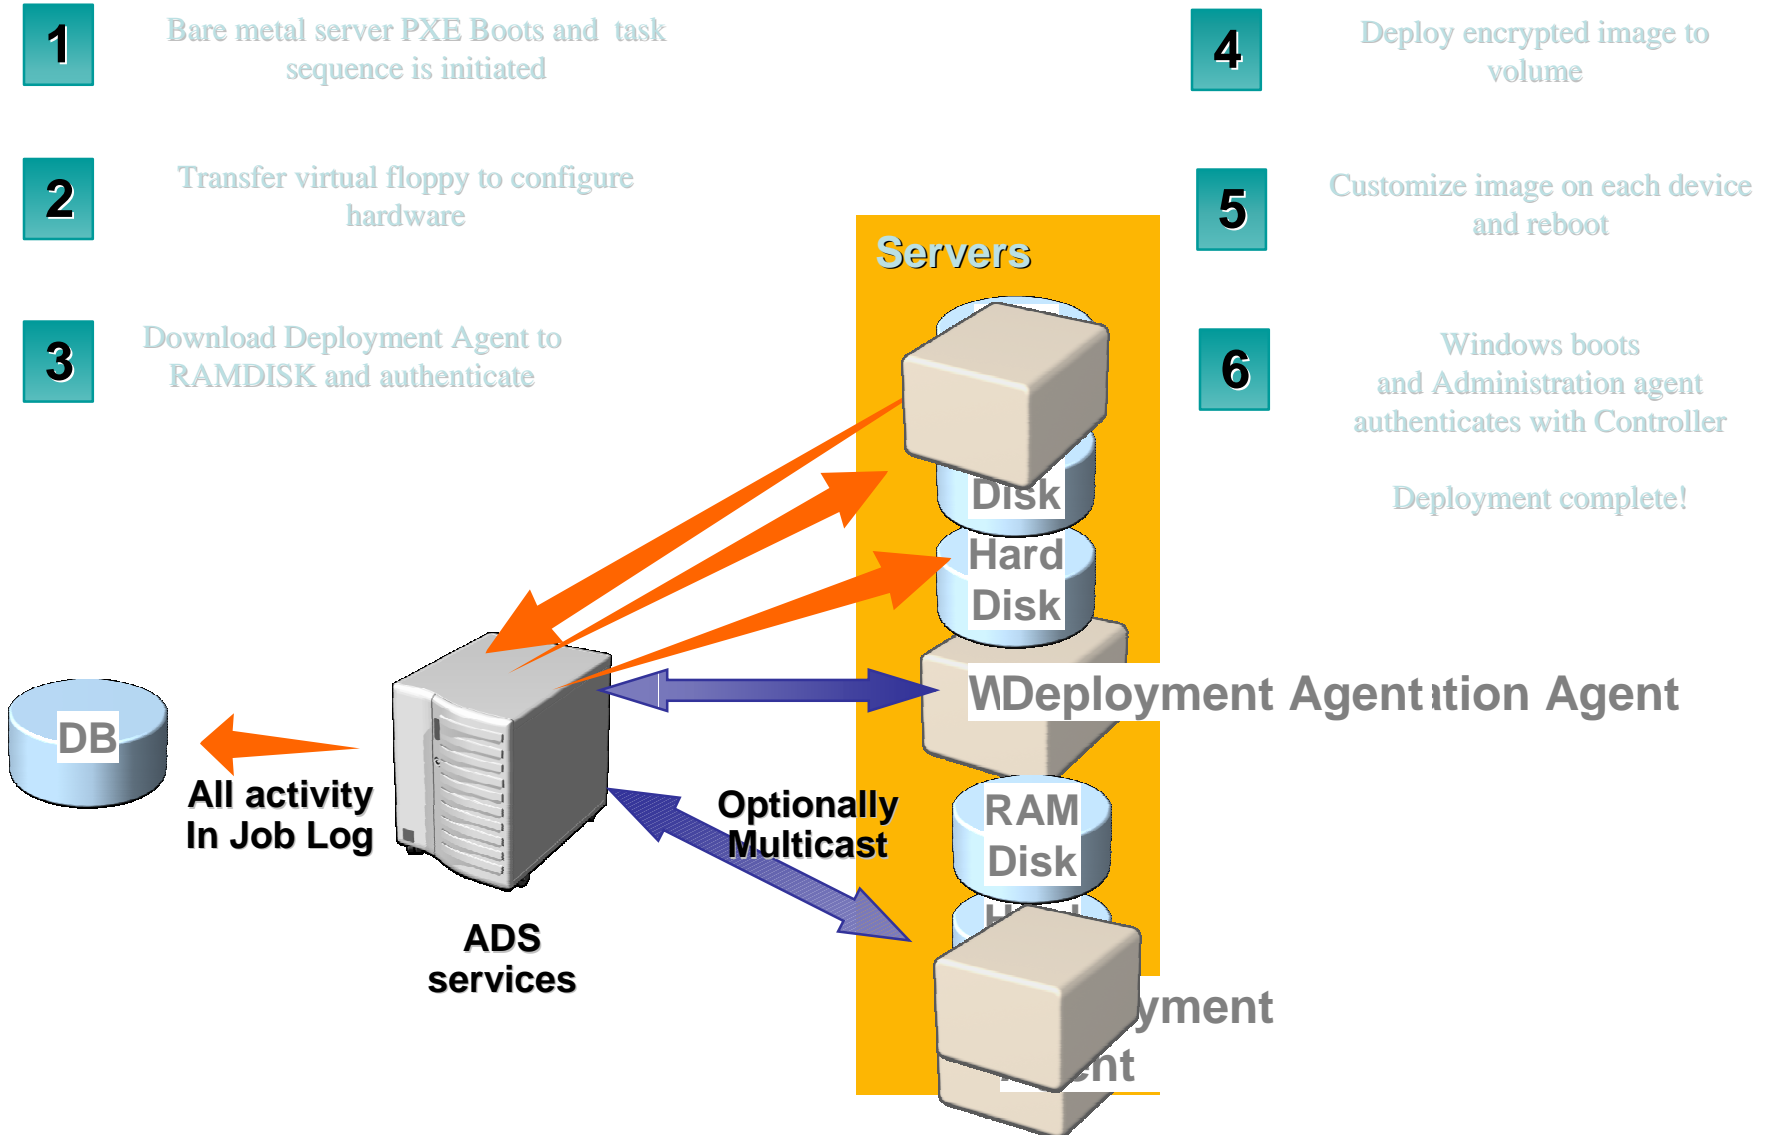 1
Bare metal server PXE Boots and task
sequence is initiated
2
Transfer virtual floppy to configure
hardware
3
Download Deployment Agent to
RAMDISK and authenticate
4
Deploy encrypted image to
volume
5
Customize image on each device
and reboot
6
Windows boots
and Administration agent
authenticates with Controller
Deployment complete!
Servers
Disk
Hard
Disk
Deployment Agent
Agent
RAM
Disk
DB
All activity
In Job Log
ADS
services
Optionally
Multicast